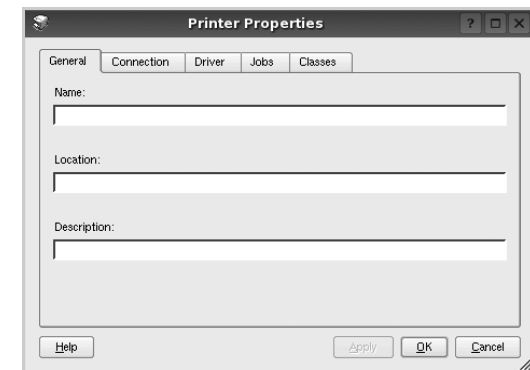 Printer Properties
General Connection Driver Jobs Classes
Name:
Location:
Description:
Help Apply OK Cancel